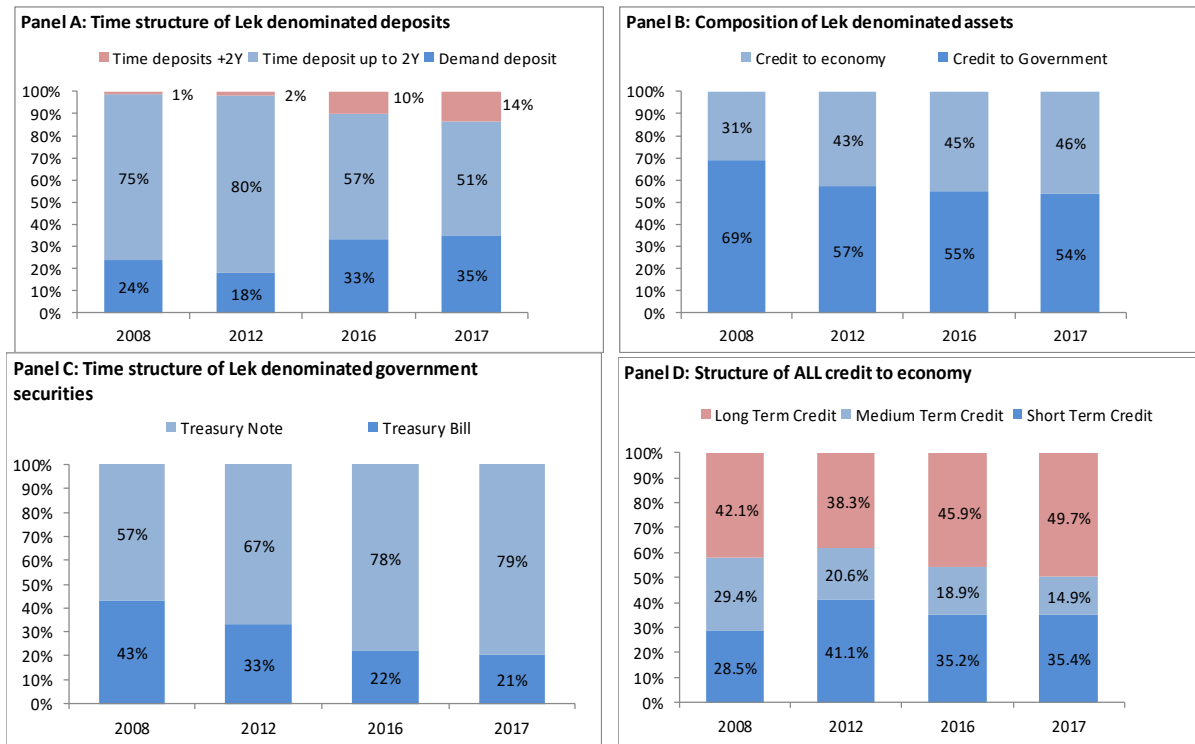 Panel A: Time structure of Lek denominated deposits
Time deposits +2Y Time deposit up to 2Y Demand deposit
100%
90%
80%
70%
60%
50%
40%
30%
20%
10%
0%
1% 2% 10% 14%
75% 80% 57% 51%
24% 18% 33% 35%
2008 2012 2016 2017
Panel B: Composition of Lek denominated assets
Credit to economy Credit to Government
100%
90%
80%
70%
60%
50%
40%
30%
20%
10%
0%
31% 43% 45% 46%
69% 57% 55% 54%
2008 2012 2016 2017
Panel C: Time structure of Lek denominated government
securities
Treasury Note Treasury Bill
100%
90%
80%
70%
60%
50%
40%
30%
20%
10%
0%
57% 67% 78% 79%
43% 33% 22% 21%
2008 2012 2016 2017
Panel D: Structure of ALL credit to economy
Long Term Credit Medium Term Credit Short Term Credit
100%
90%
80%
70%
60%
50%
40%
30%
20%
10%
0%
42.1% 38.3% 45.9% 49.7%
29.4% 20.6% 18.9% 14.9%
28.5% 41.1% 35.2% 35.4%
2008 2012 2016 2017